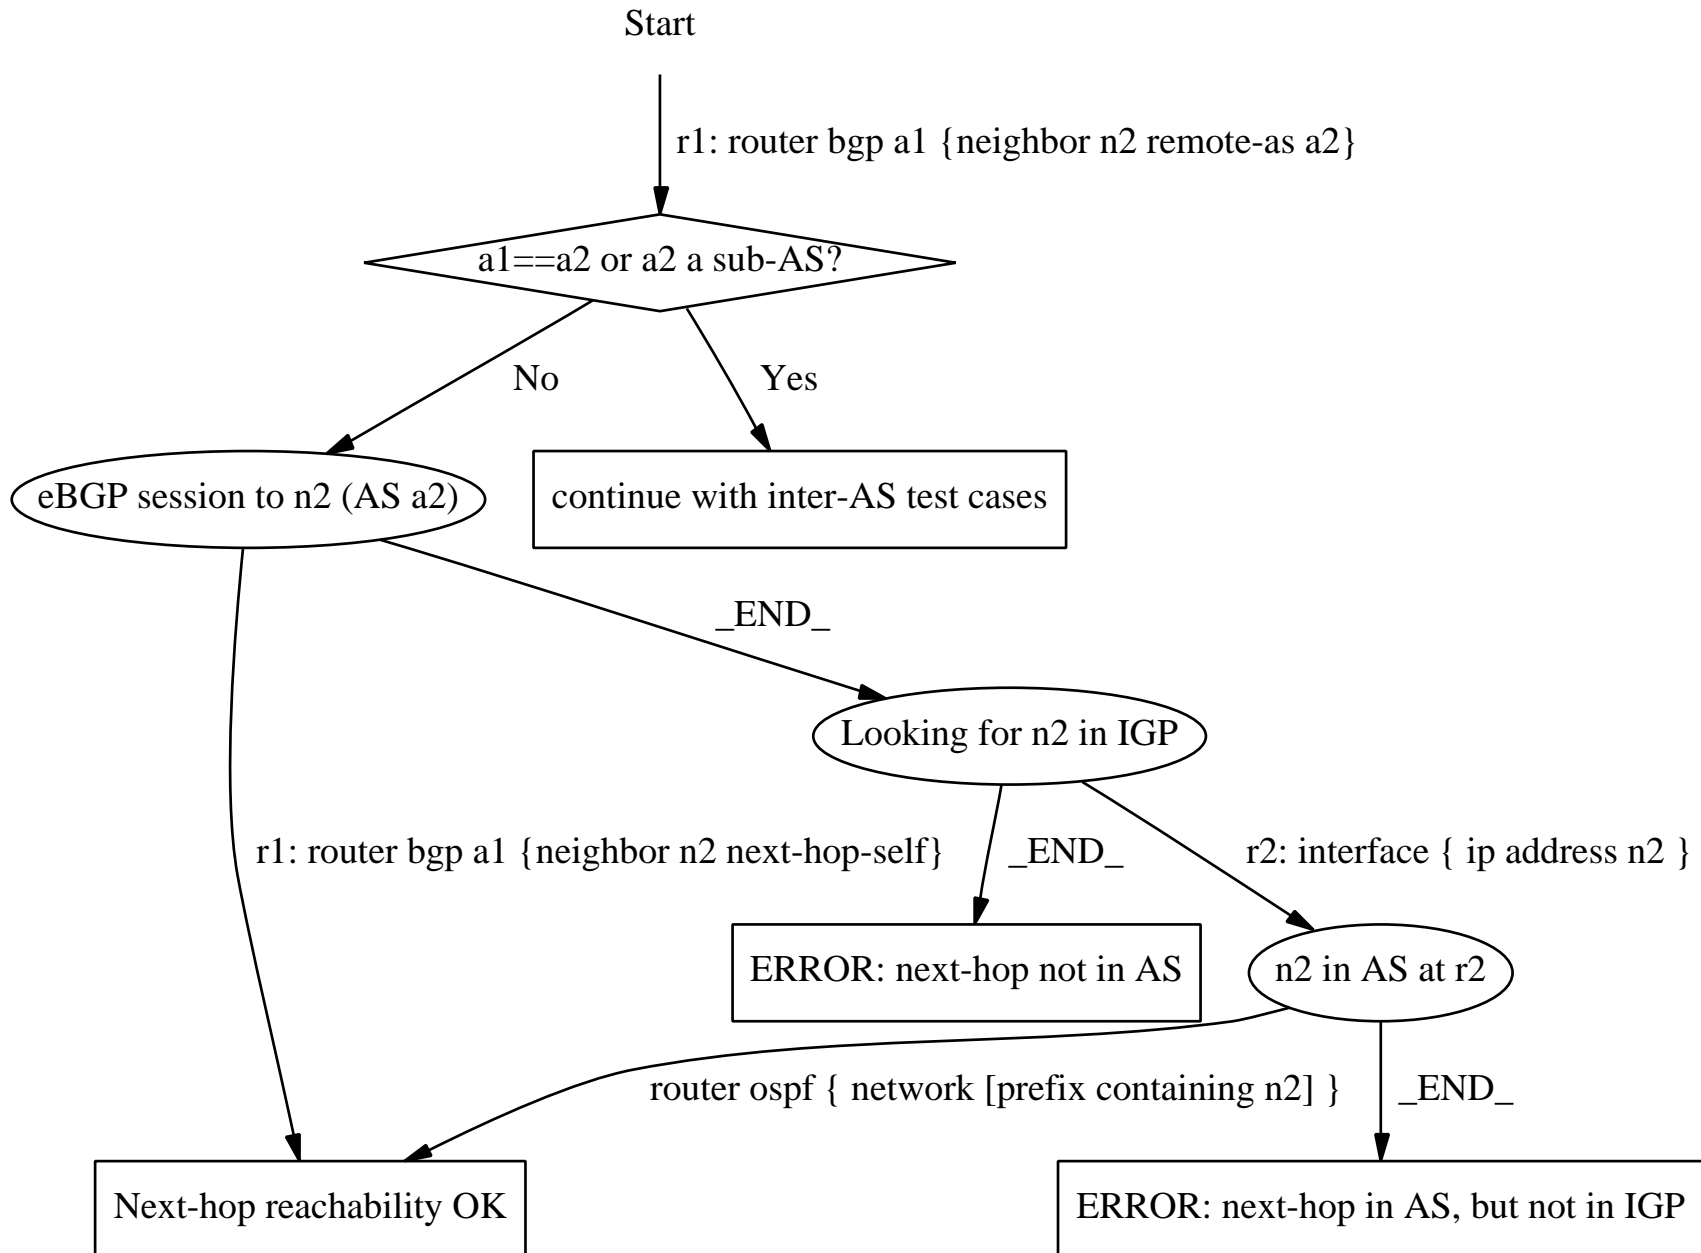 Start
r1: router bgp a1 {neighbor n2 remote-as a2}
a1==a2 or a2 a sub-AS?
No
Yes
eBGP session to n2 (AS a2)
continue with inter-AS test cases
_END_
Looking for n2 in IGP
r1: router bgp a1 {neighbor n2 next-hop-self}
_END_
r2: interface { ip address n2 }
ERROR: next-hop not in AS
n2 in AS at r2
router ospf { network [prefix containing n2] }
_END_
Next-hop reachability OK
ERROR: next-hop in AS, but not in IGP